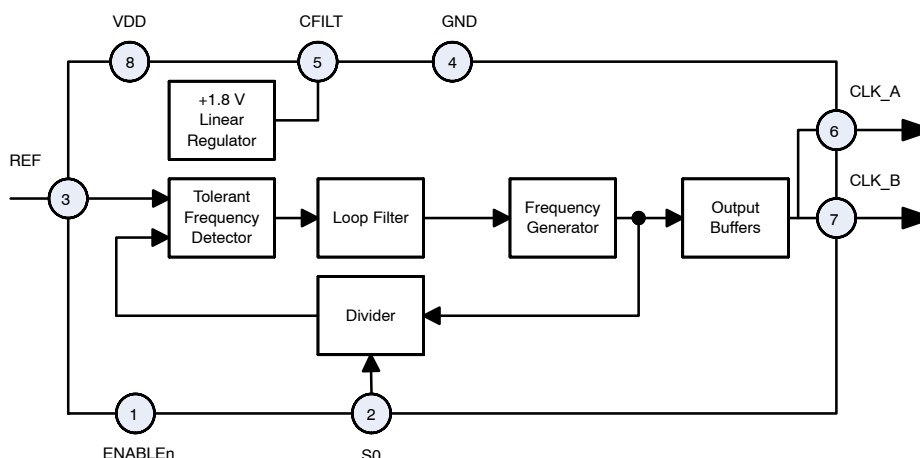 VDD
CFILT
GND
8
5
4
+1.8 V
Linear
Regulator
CLK_A
6
REF
3
Tolerant
Frequency
Detector
Loop Filter
Frequency
Generator
Output
Buffers
CLK_B
7
Divider
1
2
ENABLEn
S0